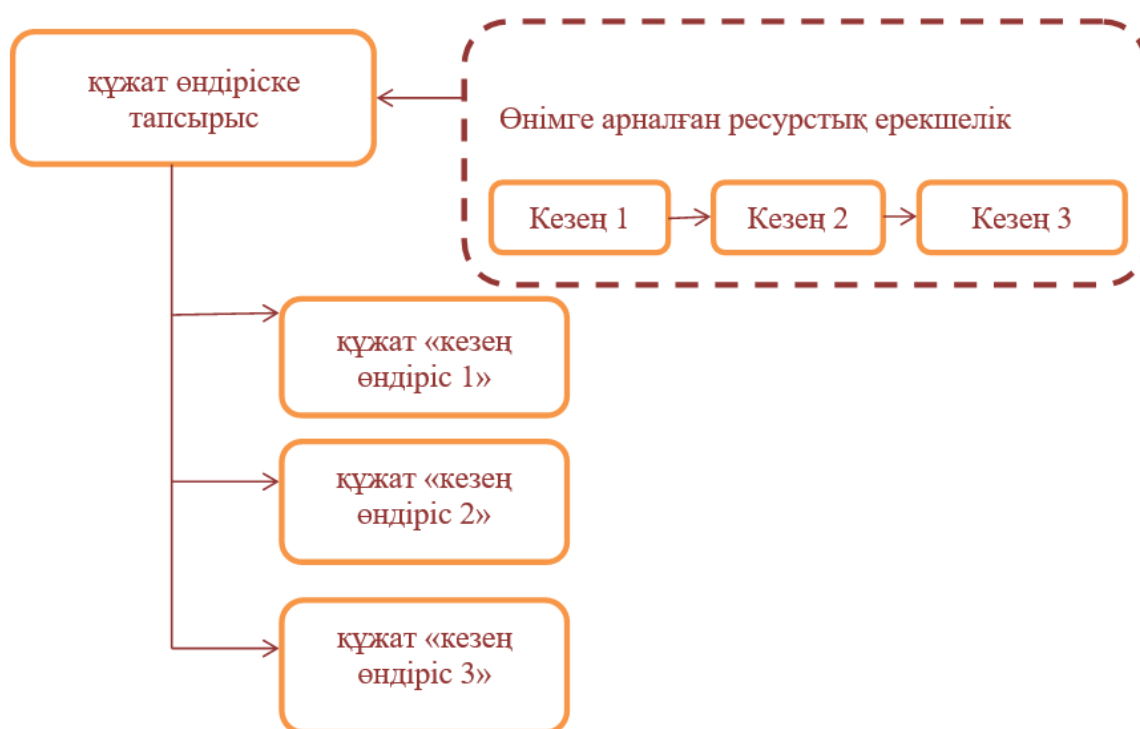 құжат өндіріске
тапсырыс
Өнімге арналған ресурстық ерекшелік
Кезең 1
Кезең 2
Кезең 3
құжат «кезең
өндіріс 1»
құжат «кезең
өндіріс 2»
құжат «кезең
өндіріс 3»